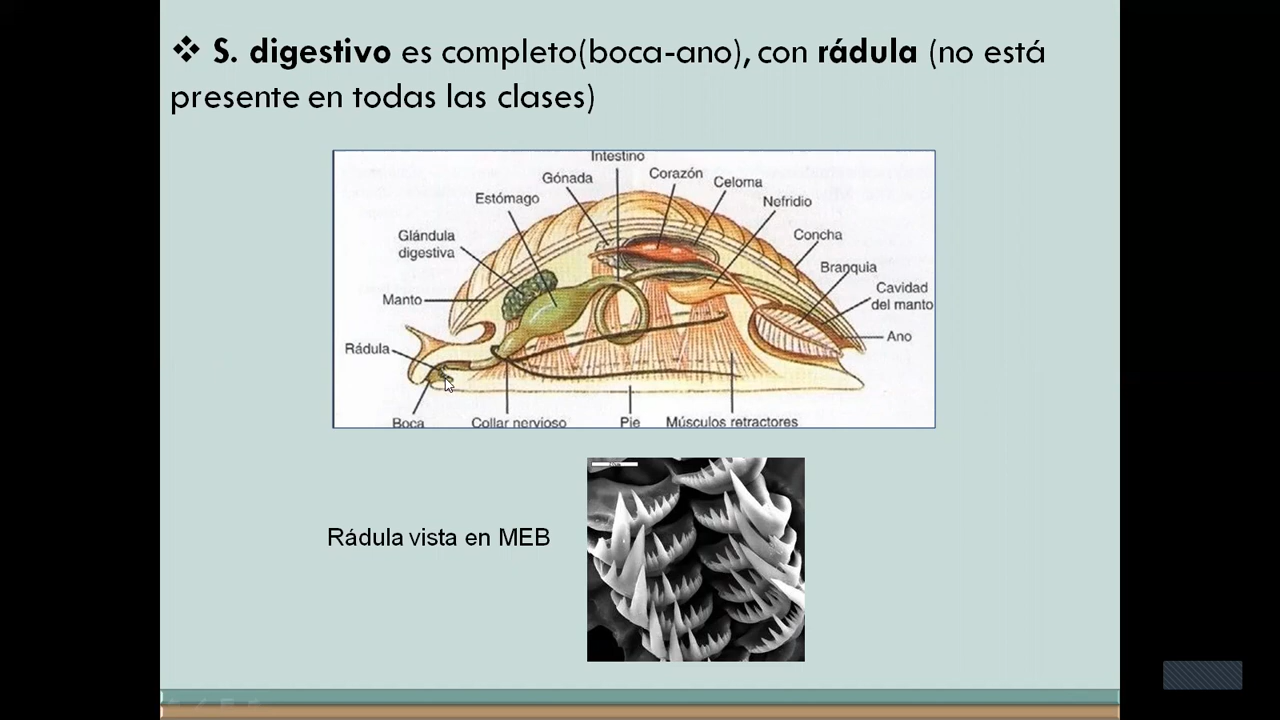 ❖ S. digestivo es completo(boca-ano), con rádula (no está
presente en todas las clases)
Intestino
Gónada
Corazón
Celoma
Estómago
Nefridio
Glándula
digestiva
Concha
Branquia
Manto
Cavidad
del manto
Ano
Rádula
Boca
Collar nervioso
Pie
Músculos retractores
Rádula vista en MEB